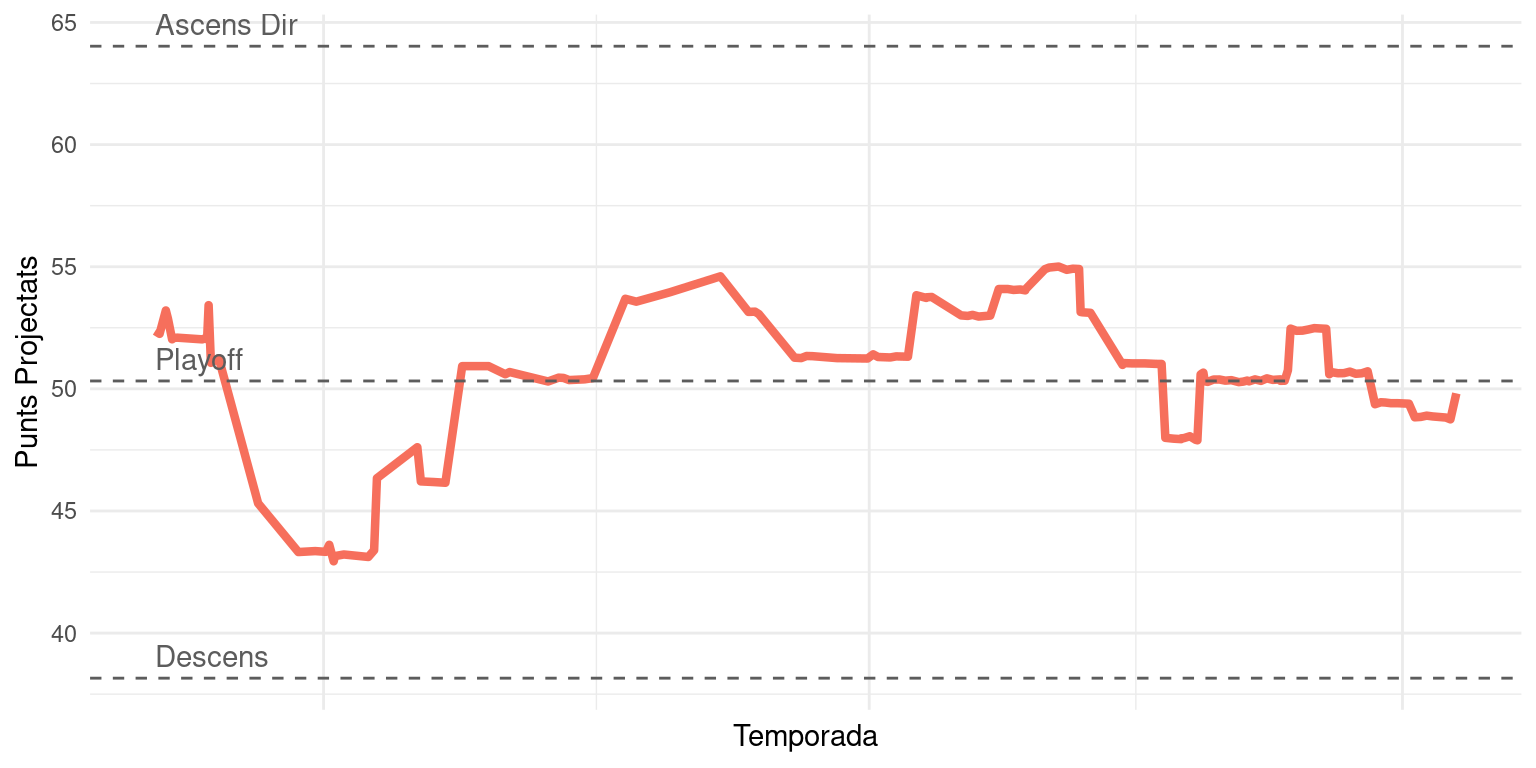 65
60
55
50
45
40
Punts Projectats
Ascens Dir
Playoff
Descens
Temporada